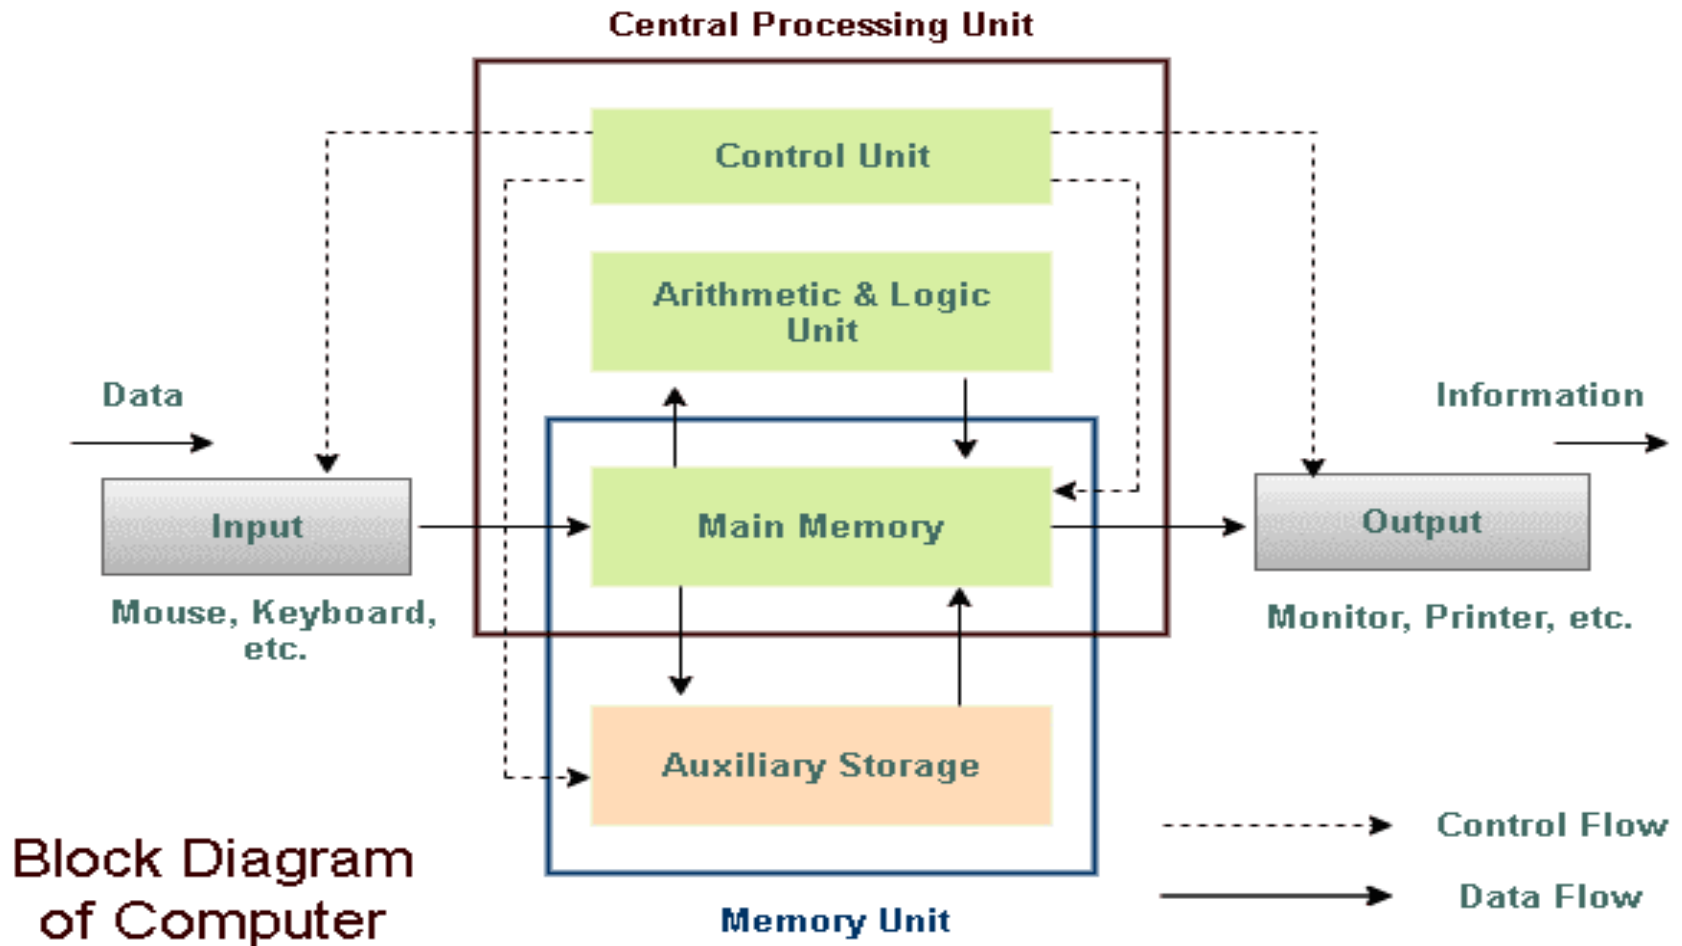 Central Processing Unit
Control Unit
Arithmetic & Logic
Unit
Data
Information
Input
Main Memory
Output
Mouse, Keyboard,
etc.
Monitor, Printer, etc.
Auxiliary Storage
Control Flow
Data Flow
Block Diagram
of Computer
Memory Unit